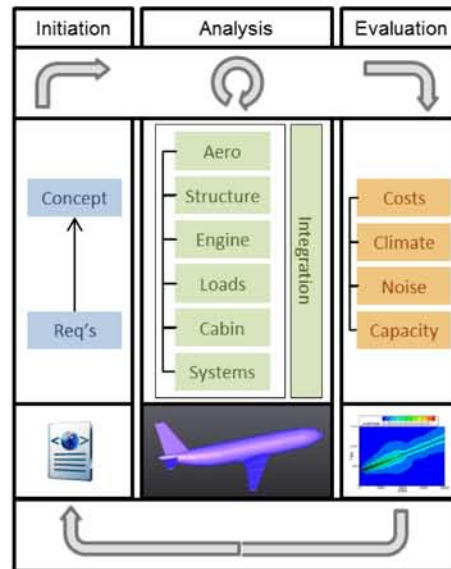 Initiation
Analysis
Evaluation
Concept
Req's
Aero
Structure
Engine
Loads
Cabin
Systems
Integration
Costs
Climate
Noise
Capacity